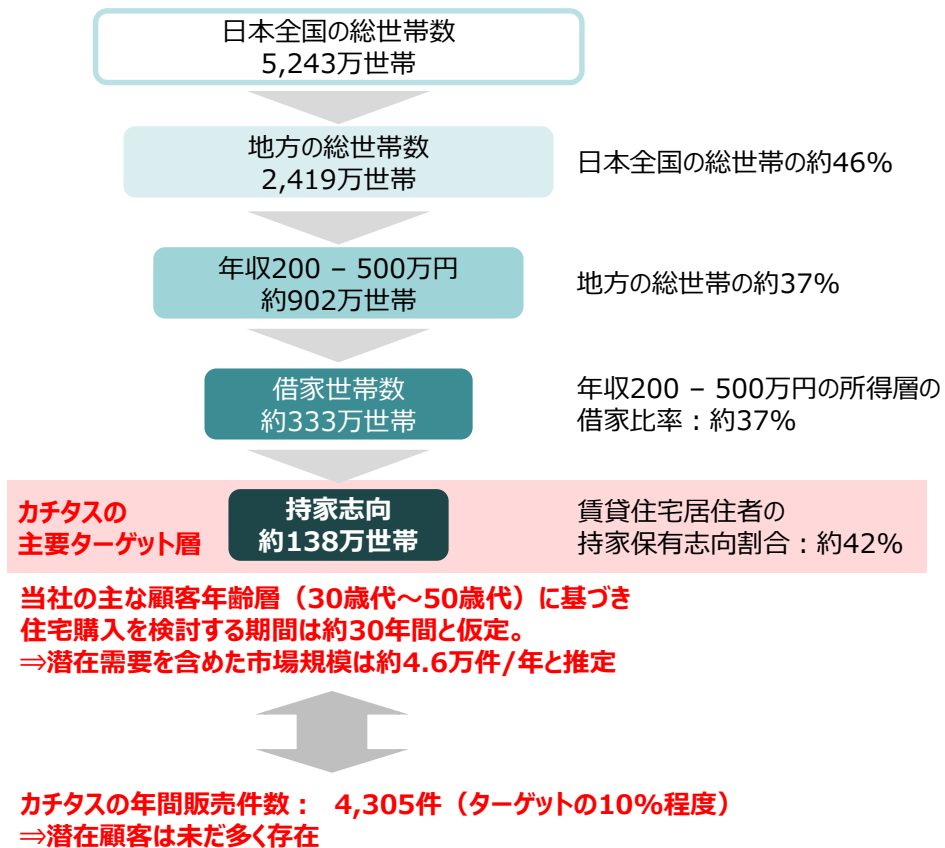 日本全国の総世帯数
5,243万世帯
地方の総世帯数
2,419万世帯
日本全国の総世帯の約46%
年収200 – 500万円
約902万世帯
地方の総世帯の約37%
借家世帯数
約333万世帯
年収200 – 500万円の所得層の
借家比率：約37%
カチタスの
主要ターゲット層
持家志向
約138万世帯
賃貸住宅居住者の
持家保有志向割合：約42%
当社の主な顧客年齢層（30歳代～50歳代）に基づき
住宅購入を検討する期間は約30年間と仮定。
⇒潜在需要を含めた市場規模は約4.6万件/年と推定
カチタスの年間販売件数： 4,305件（ターゲットの10%程度）
⇒潜在顧客は未だ多く存在